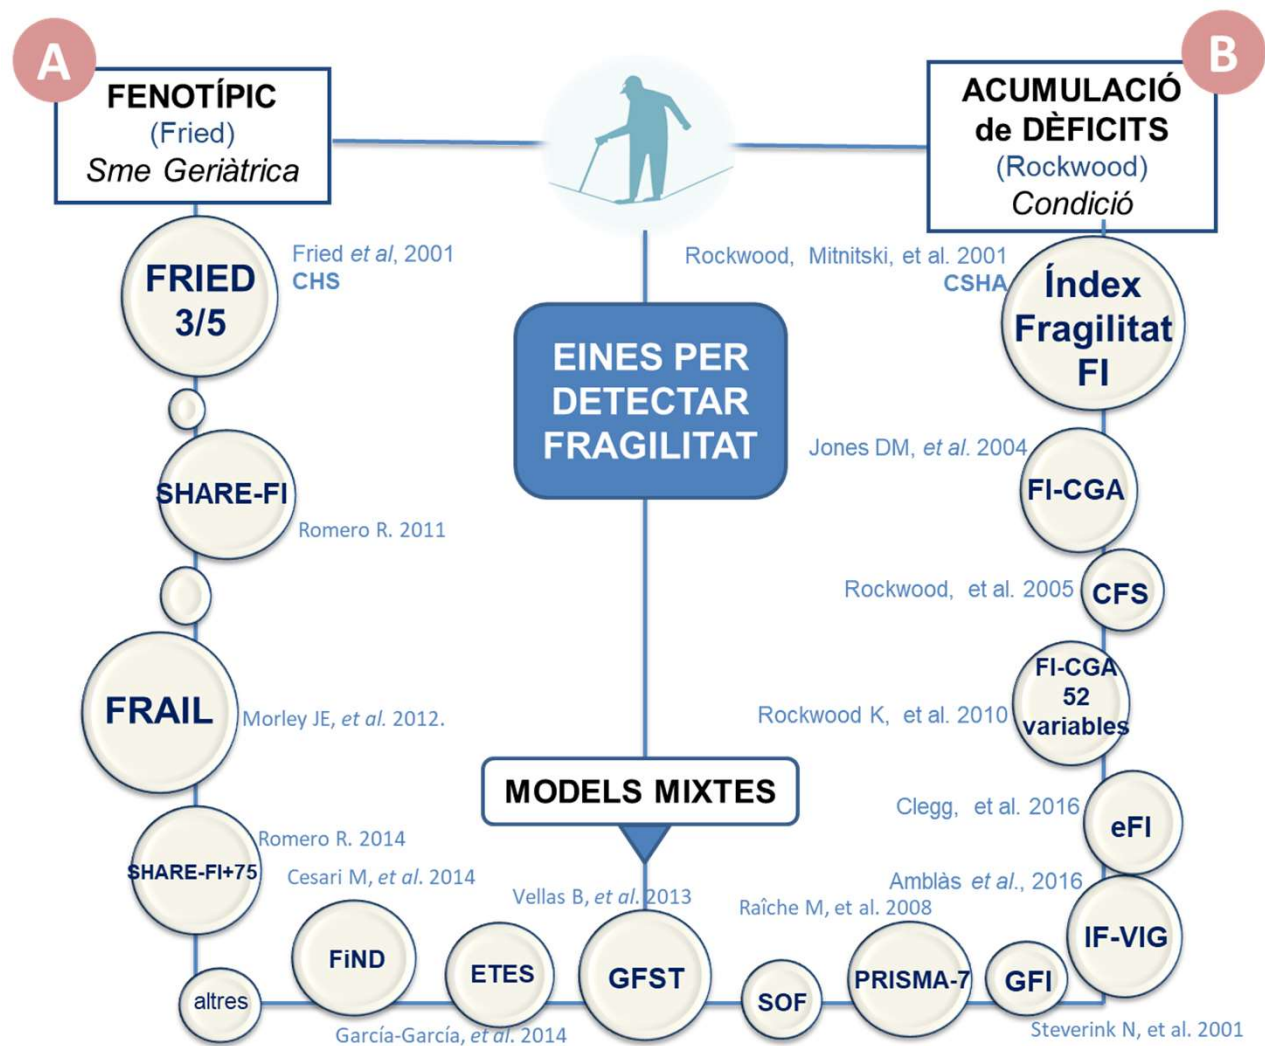 A
FENOTÍPIC
(Fried)
Sme Geriàtrica
B
ACUMULACIÓ
de DÈFICITS
(Rockwood)
Condició
FRIED
3/5
Fried et al, 2001
CHS
SHARE-FI
Romero R. 2011
FRAIL
Morley JE, et al. 2012.
SHARE-FI+75
Romero R. 2014
altres
EINES PER
DETECTAR
FRAGILITAT
MODELS MIXTES
Rockwood, Mitnitski, et al. 2001
CSHA
Índex
Fragilitat
FI
Jones DM, et al. 2004
FI-CGA
Rockwood, et al. 2005
CFS
Rockwood K, et al. 2010
FI-CGA
52
variables
Clegg, et al. 2016
eFI
Amblàs et al., 2016
IF-VIG
Cesari M, et al. 2014
FiND
ETES
García-García, et al. 2014
Vellas B, et al. 2013
GFST
SOF
Raîche M, et al. 2008
PRISMA-7
GFI
Steverink N, et al. 2001